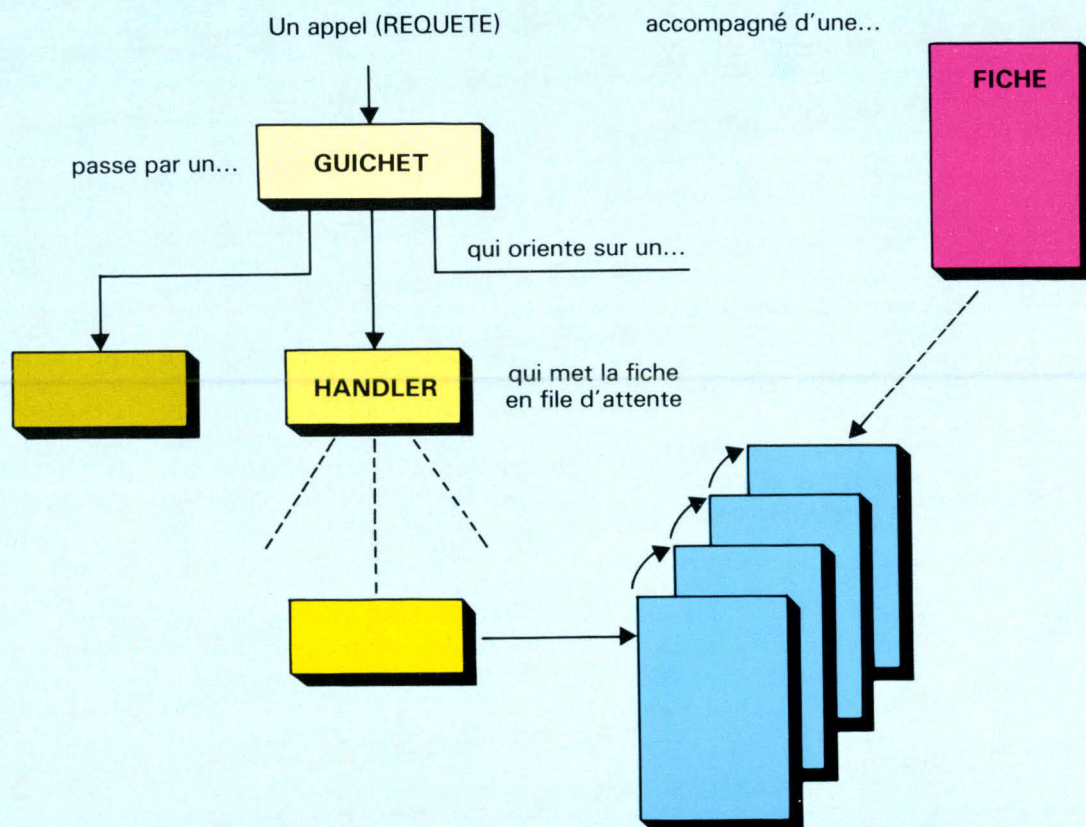 Un appel (REQUETE)
accompagné d'une...
FICHE
passe par un...
GUICHET
qui oriente sur un...
HANDLER
qui met la fiche
en file d'attente